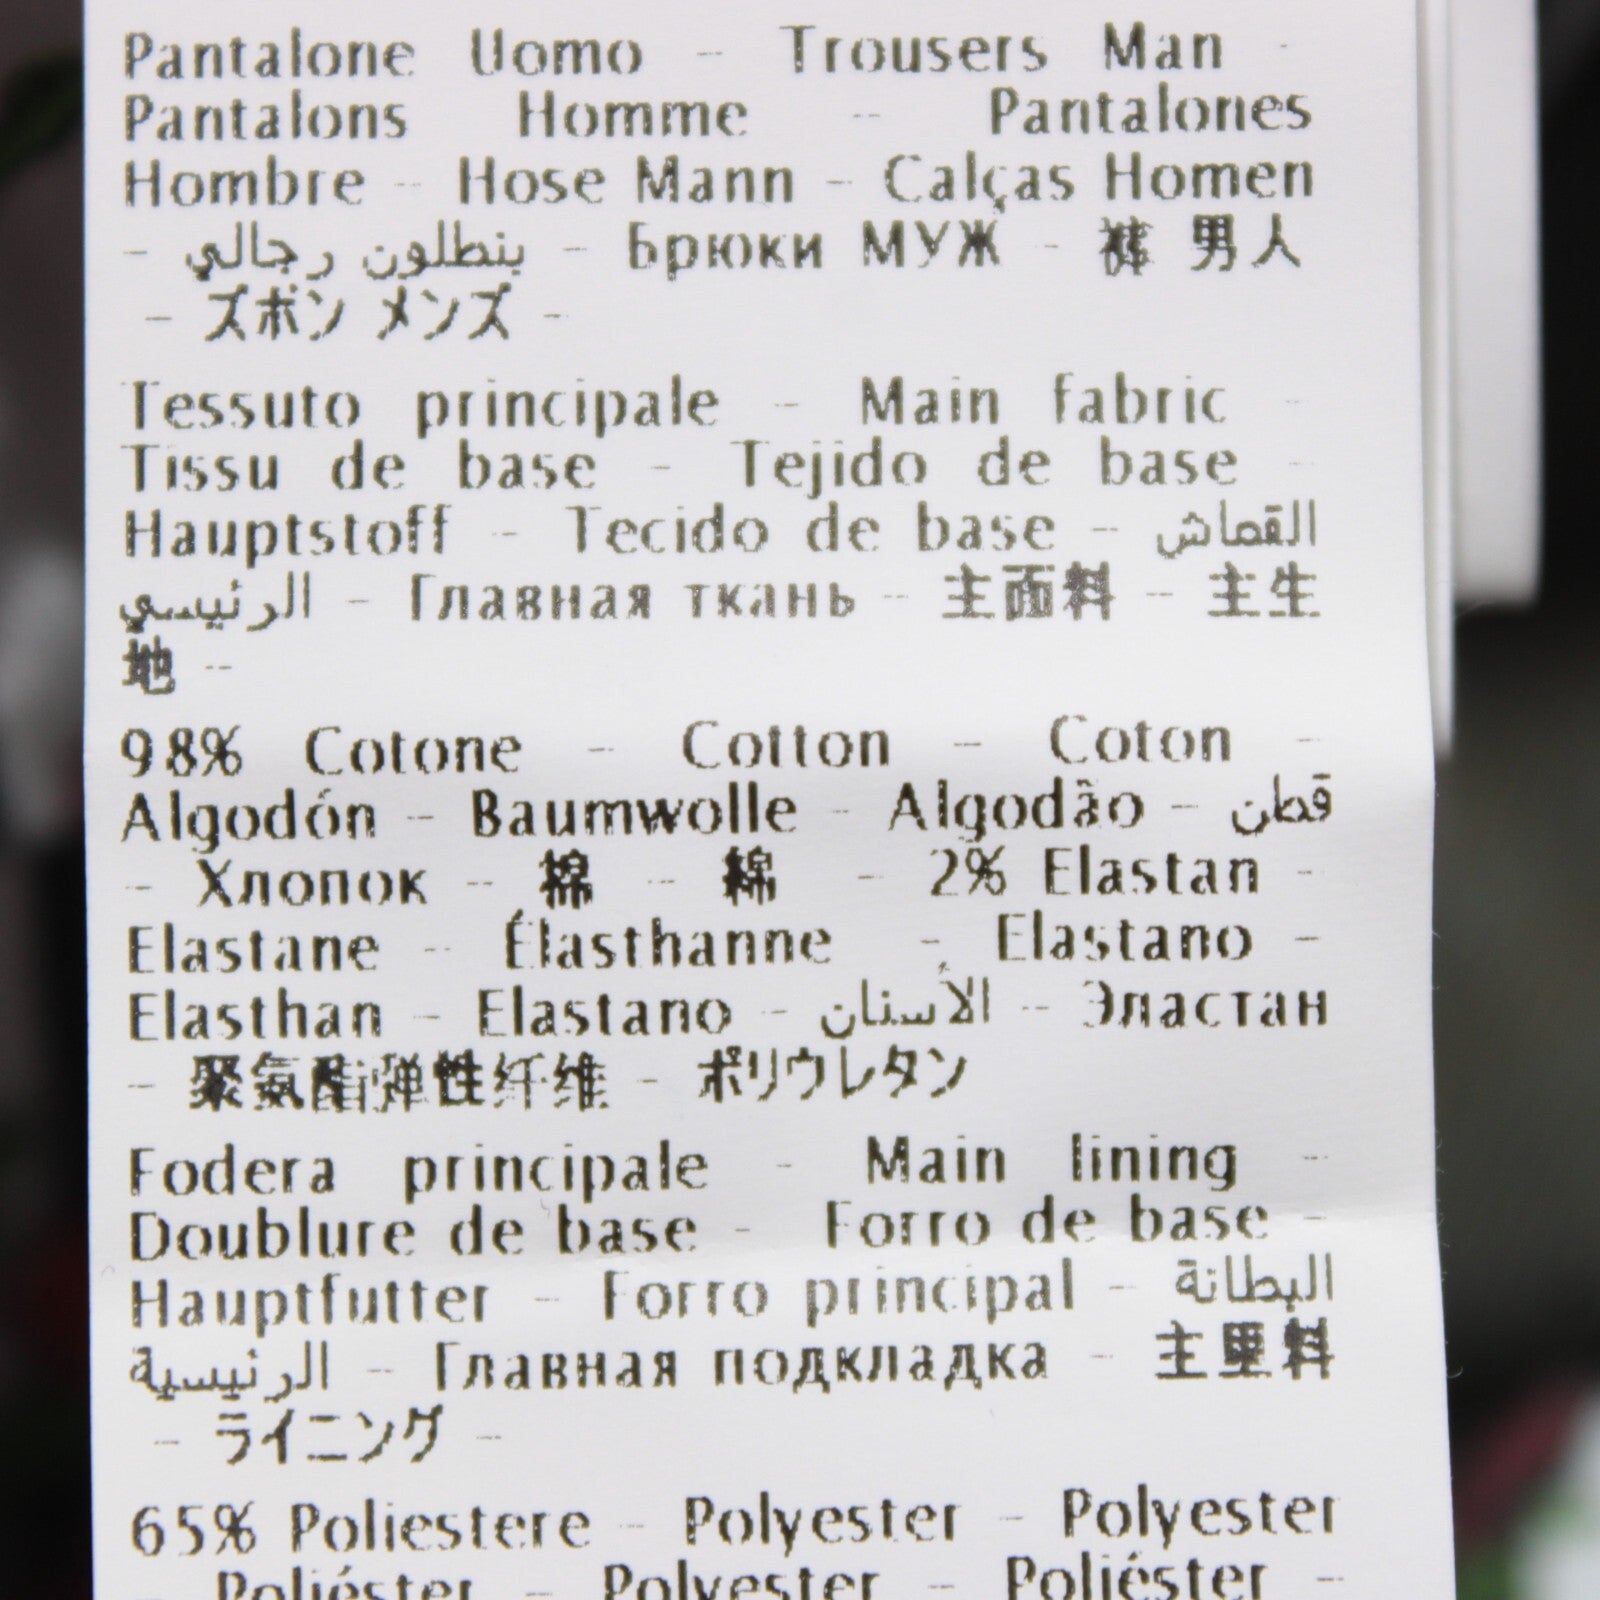 Pantalone Uomo - Trousers Man -
Pantalons Homme - Pantalones
Hombre - Hose Mann - Calças Homen
- بنطلون رجالي - Брюки МУЖ - 裤 男人
- ズボン メンズ -
Tessuto principale - Main fabric -
Tissu de base - Tejido de base -
Hauptstoff - Tecido de base - القماش
الرئيسي - Главная ткань - 主面料 - 主生
地 -
98% Cotone - Cotton - Coton -
Algodón - Baumwolle - Algodão - قطن
- Хлопок - 棉 - 綿 - 2% Elastan -
Elastane - Élasthanne - Elastano -
Elasthan - Elastano - الاسنان - Эластан
- 聚氨酯弹性纤维 - ポリウレタン
Fodera principale - Main lining -
Doublure de base - Forro de base -
Hauptfutter - Forro principal - البطانة
الرئيسية - Главная подкладка - 主里料
- ライニング -
65% Poliestere - Polyester - Polyester
- Poliéster - Polyester - Poliéster -